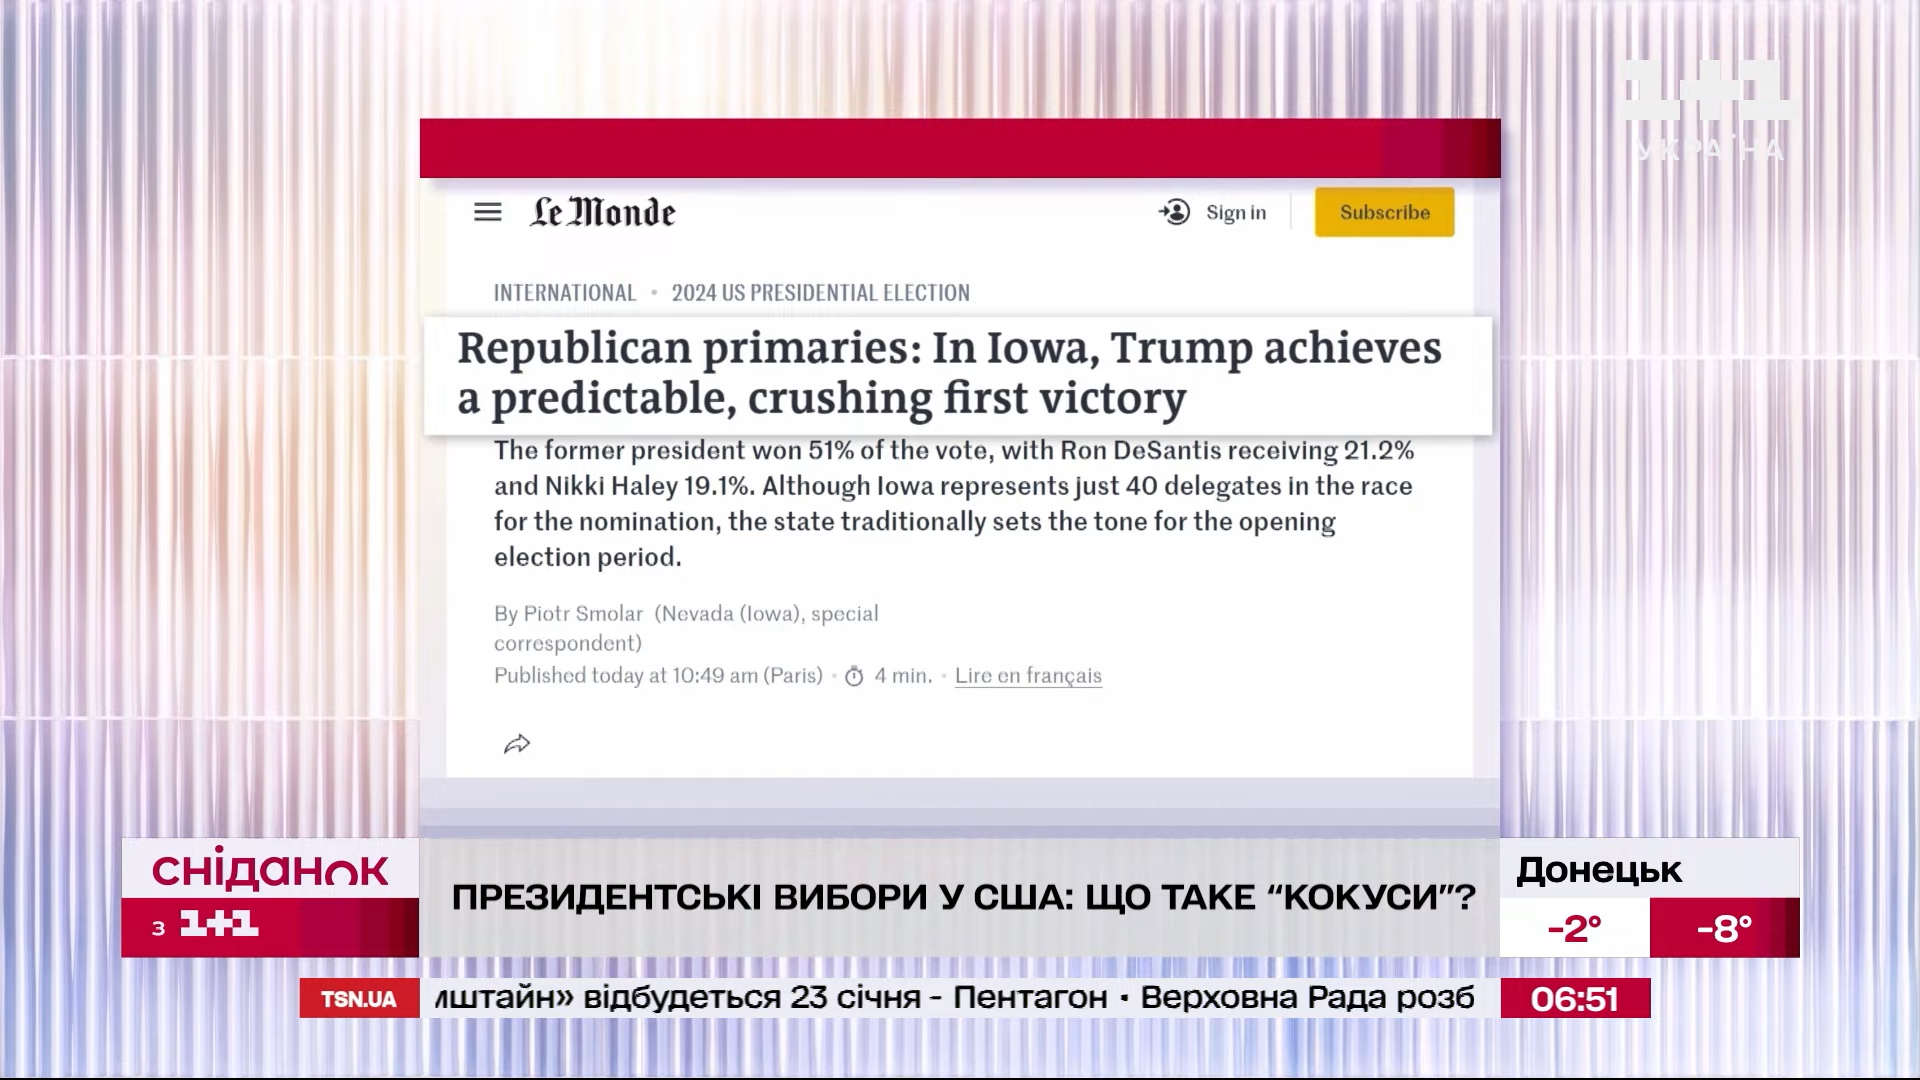 1+1
УКРАЇНА
Le Monde
Sign in
Subscribe
INTERNATIONAL • 2024 US PRESIDENTIAL ELECTION
Republican primaries: In Iowa, Trump achieves
a predictable, crushing first victory
The former president won 51% of the vote, with Ron DeSantis receiving 21.2%
and Nikki Haley 19.1%. Although Iowa represents just 40 delegates in the race
for the nomination, the state traditionally sets the tone for the opening
election period.
By Piotr Smolar (Nevada (Iowa), special
correspondent)
Published today at 10:49 am (Paris) • 4 min. • Lire en français
СНіДАНОК
з 1+1
ПРЕЗИДЕНТСЬКІ ВИБОРИ У США: ЩО ТАКЕ “КОКУСИ”?
Донецьк
-2° -8°
TSN.UA
мштайн» відбудеться 23 січня - Пентагон • Верховна Рада розб
06:51